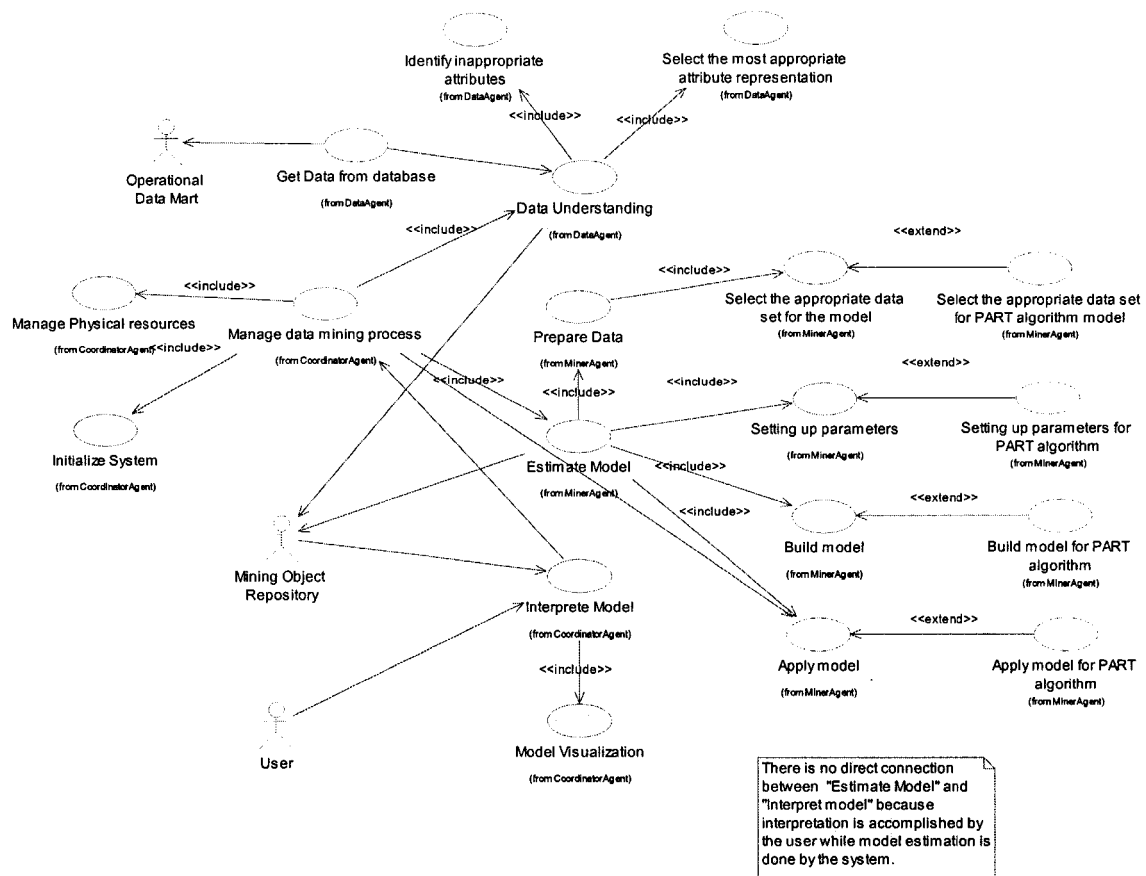 Identify inappropriate
attributes
(from DataAgent)
Select the most appropriate
attribute representation
(from DataAgent)
<<include>>
<<include>>
Operational
Data Mart
Get Data from database
(from DataAgent)
Data Understanding
(from DataAgent)
<<include>>
<<extend>>
<<include>>
<<include>>
Manage Physical resources
(from CoordinatorAgent)
<<include>>
Manage data mining process
(from CoordinatorAgent)
Prepare Data
(from MinerAgent)
Select the appropriate data
set for the model
(from MinerAgent)
Select the appropriate data set
for PART algorithm model
(from MinerAgent)
<<include>>
<<include>>
<<include>>
<<extend>>
Initialize System
(from CoordinatorAgent)
Estimate Model
(from MinerAgent)
Setting up parameters
(from MinerAgent)
Setting up parameters for
PART algorithm
(from MinerAgent)
<<include>>
<<include>>
<<extend>>
Mining Object
Repository
Build model
(from MinerAgent)
Build model for PART
algorithm
(from MinerAgent)
Interprete Model
(from CoordinatorAgent)
<<include>>
<<extend>>
Apply model
(from MinerAgent)
Apply model for PART
algorithm
(from MinerAgent)
User
Model Visualization
(from CoordinatorAgent)
There is no direct connection
between "Estimate Model" and
"Interpret model" because
interpretation is accomplished by
the user while model estimation is
done by the system.